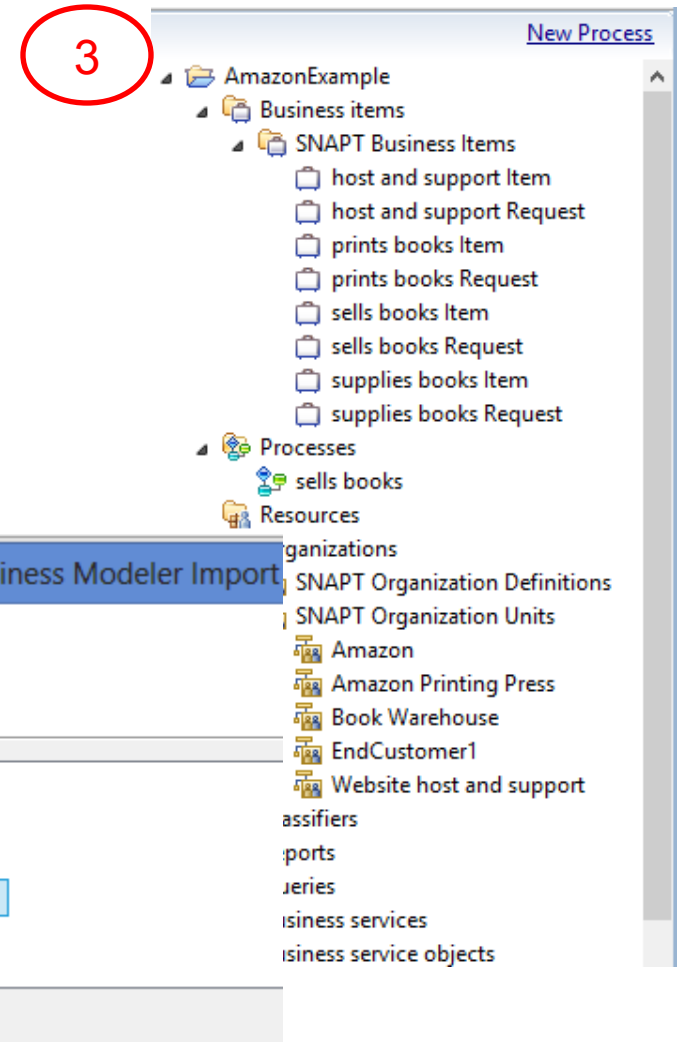 3
New Process
AmazonExample
Business items
SNAPT Business Items
host and support Item
host and support Request
prints books Item
prints books Request
sells books Item
sells books Request
supplies books Item
supplies books Request
Processes
sells books
Resources
iness Modeler Import
rganizations
SNAPT Organization Definitions
SNAPT Organization Units
Amazon
Amazon Printing Press
Book Warehouse
EndCustomer1
Website host and support
assifiers
ports
ueries
usiness services
usiness service objects